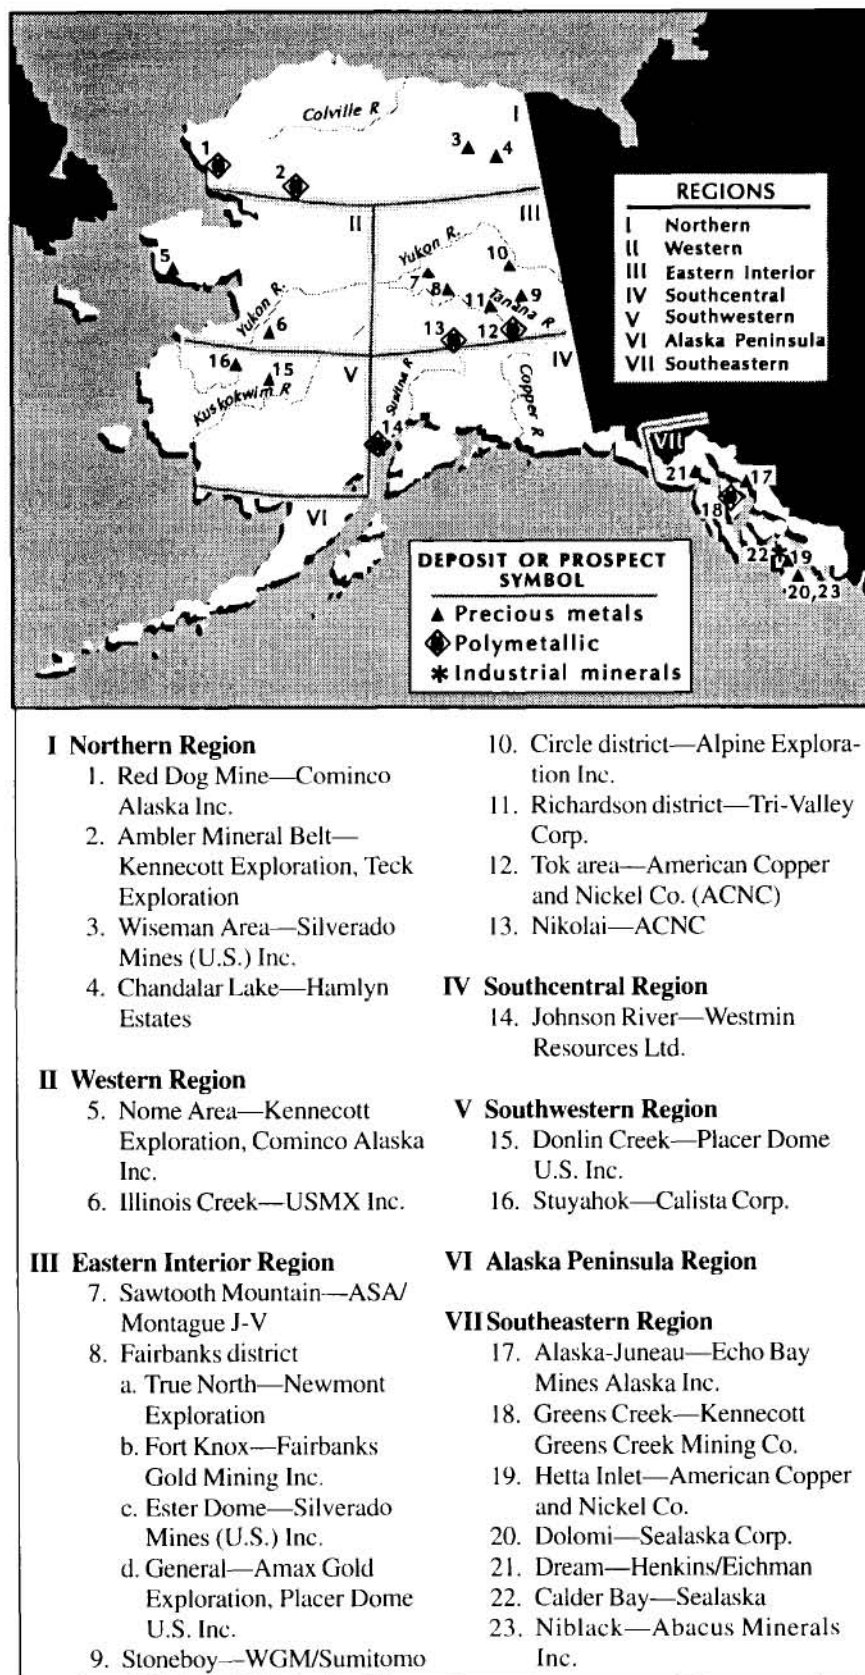 Colville R
I
1
2
3
4
II
III
Yukon R.
5
10
7
8
11
9
Tanana R
Yukon R.
6
13
12
IV
16
15
V
Susitna R
Copper R
Kuskokwim R
14
VI
REGIONS
I Northern
II Western
III Eastern Interior
IV Southcentral
V Southwestern
VI Alaska Peninsula
VII Southeastern
VII
21
17
18
22
19
20,23
DEPOSIT OR PROSPECT
SYMBOL
Precious metals
Polymetallic
Industrial minerals
I Northern Region
1. Red Dog Mine—Cominco
Alaska Inc.
2. Ambler Mineral Belt—
Kennecott Exploration, Teck
Exploration
3. Wiseman Area—Silverado
Mines (U.S.) Inc.
4. Chandalar Lake—Hamlyn
Estates
II Western Region
5. Nome Area—Kennecott
Exploration, Cominco Alaska
Inc.
6. Illinois Creek—USMX Inc.
III Eastern Interior Region
7. Sawtooth Mountain—ASA/
Montague J-V
8. Fairbanks district
a. True North—Newmont
Exploration
b. Fort Knox—Fairbanks
Gold Mining Inc.
c. Ester Dome—Silverado
Mines (U.S.) Inc.
d. General—Amax Gold
Exploration, Placer Dome
U.S. Inc.
9. Stoneboy—WGM/Sumitomo
10. Circle district—Alpine Explora-
tion Inc.
11. Richardson district—Tri-Valley
Corp.
12. Tok area—American Copper
and Nickel Co. (ACNC)
13. Nikolai—ACNC
IV Southcentral Region
14. Johnson River—Westmin
Resources Ltd.
V Southwestern Region
15. Donlin Creek—Placer Dome
U.S. Inc.
16. Stuyahok—Calista Corp.
VI Alaska Peninsula Region
VII Southeastern Region
17. Alaska-Juneau—Echo Bay
Mines Alaska Inc.
18. Greens Creek—Kennecott
Greens Creek Mining Co.
19. Hetta Inlet—American Copper
and Nickel Co.
20. Dolomi—Sealaska Corp.
21. Dream—Henkins/Eichman
22. Calder Bay—Sealaska
23. Niblack—Abacus Minerals
Inc.